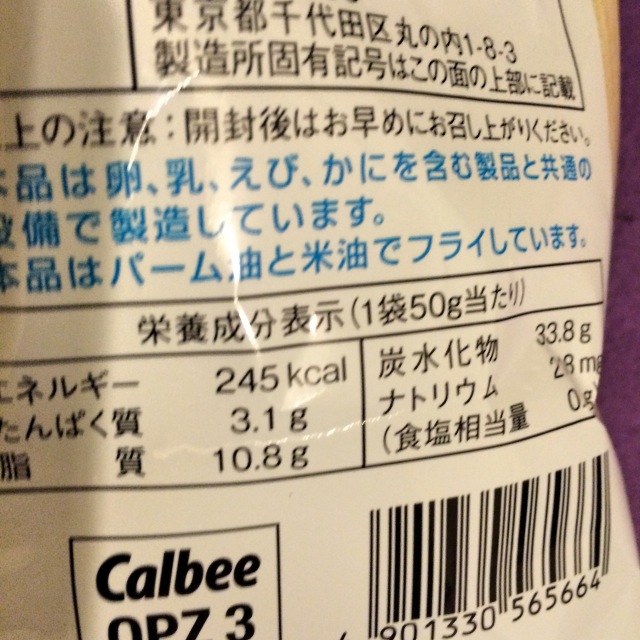 東京都千代田区丸の内1-8-3
製造所固有記号はこの面の上部に記載
上の注意:開封後はお早めにお召し上がりください。
品は卵、乳、えび、かにを含む製品と共通の
設備で製造しています。
本品はパーム油と米油でフライしています。
栄養成分表示(1袋50g当たり)
エネルギー 245kcal
たんぱく質 3.1g
脂 質 10.8g
炭水化物 33.8g
ナトリウム 28mg
(食塩相当量 0g
Calbee
OPZ 3
4 901330 565664